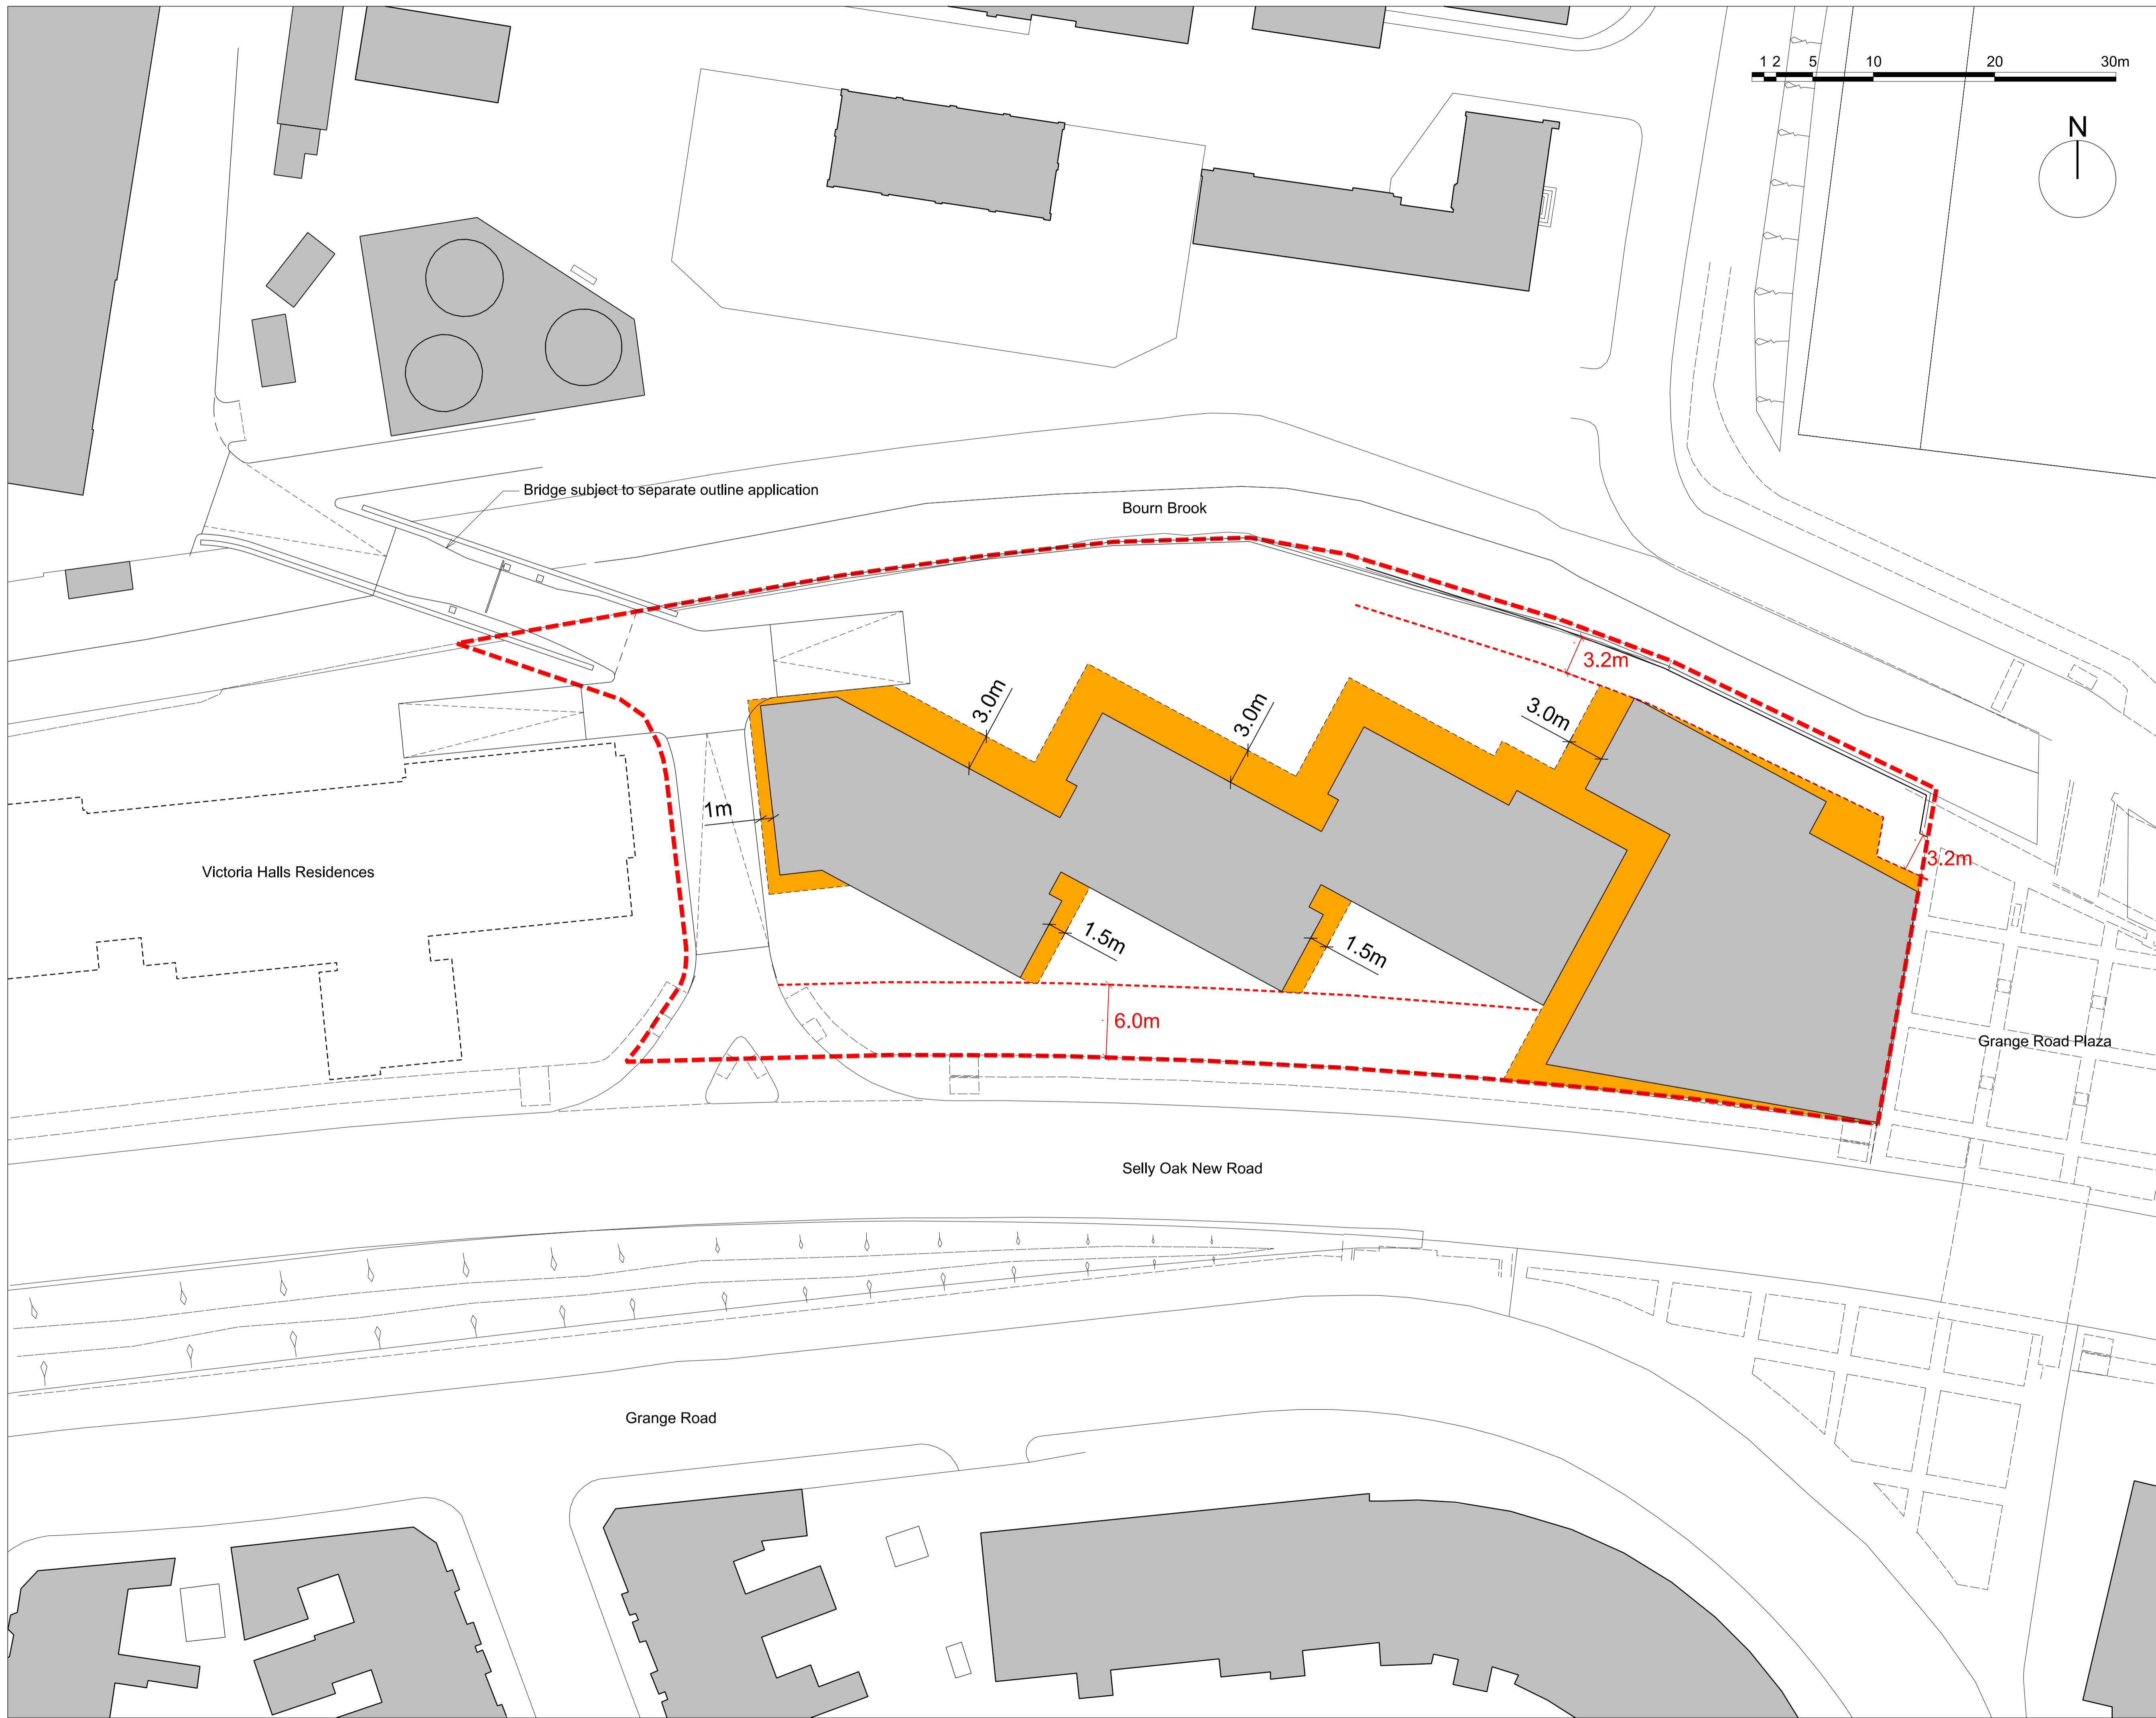 1 2 5 10 20 30m
N
Bridge subject to separate outline application
Bourn Brook
3.2m
3.0m
3.0m
3.0m
1m
3.2m
Victoria Halls Residences
1.5m
1.5m
6.0m
Grange Road Plaza
Selly Oak New Road
Grange Road